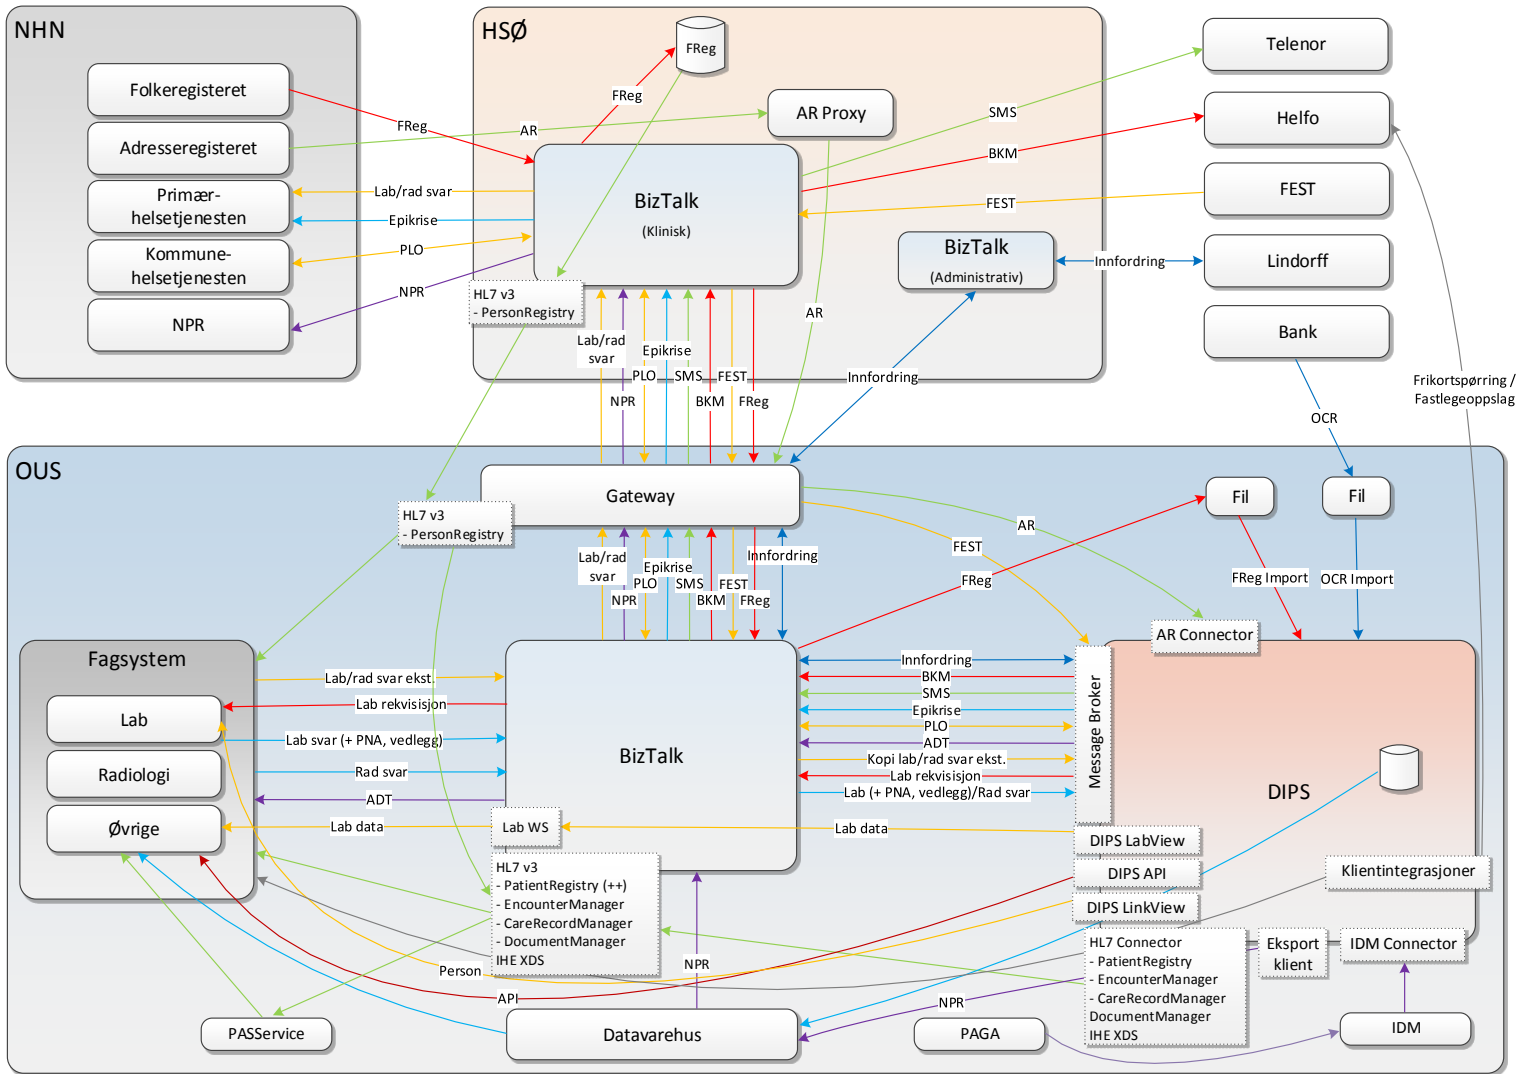 NHN
Folkeregisteret
Adresseregisteret
Primær-
helsetjenesten
Kommune-
helsetjenesten
NPR
FReg
AR
Lab/rad svar
Epikrise
PLO
NPR
HSØ
FReg
FReg
AR Proxy
BizTalk
(Klinisk)
BizTalk
(Administrativ)
HL7 v3
- PersonRegistry
SMS
BKM
FEST
Innfordring
AR
Innfordring
Telenor
Helfo
FEST
Lindorff
Bank
Frikortspørring /
Fastlegeoppslag
OCR
Lab/rad
svar
Epikrise
PLO
SMS
FEST
NPR
BKM
FReg
OUS
Gateway
HL7 v3
- PersonRegistry
Fil
Fil
AR
FEST
FReg
FReg Import
OCR Import
Lab/rad
svar
Innfordring
Epikrise
PLO
SMS
FEST
NPR
BKM
FReg
Fagsystem
Lab
Radiologi
Øvrige
Lab/rad svar ekst.
Lab rekvisisjon
Lab svar (+ PNA, vedlegg)
Rad svar
ADT
Lab data
BizTalk
Lab WS
HL7 v3
- PatientRegistry (++)
- EncounterManager
- CareRecordManager
- DocumentManager
IHE XDS
Innfordring
BKM
SMS
Epikrise
PLO
ADT
Kopi lab/rad svar ekst.
Lab rekvisisjon
Lab (+ PNA, vedlegg)/Rad svar
Lab data
Message Broker
AR Connector
DIPS
DIPS LabView
DIPS API
DIPS LinkView
Klientintegrasjoner
HL7 Connector
- PatientRegistry
- EncounterManager
- CareRecordManager
DocumentManager
IHE XDS
Eksport
klient
IDM Connector
Person
API
NPR
NPR
PASService
Datavarehus
PAGA
IDM